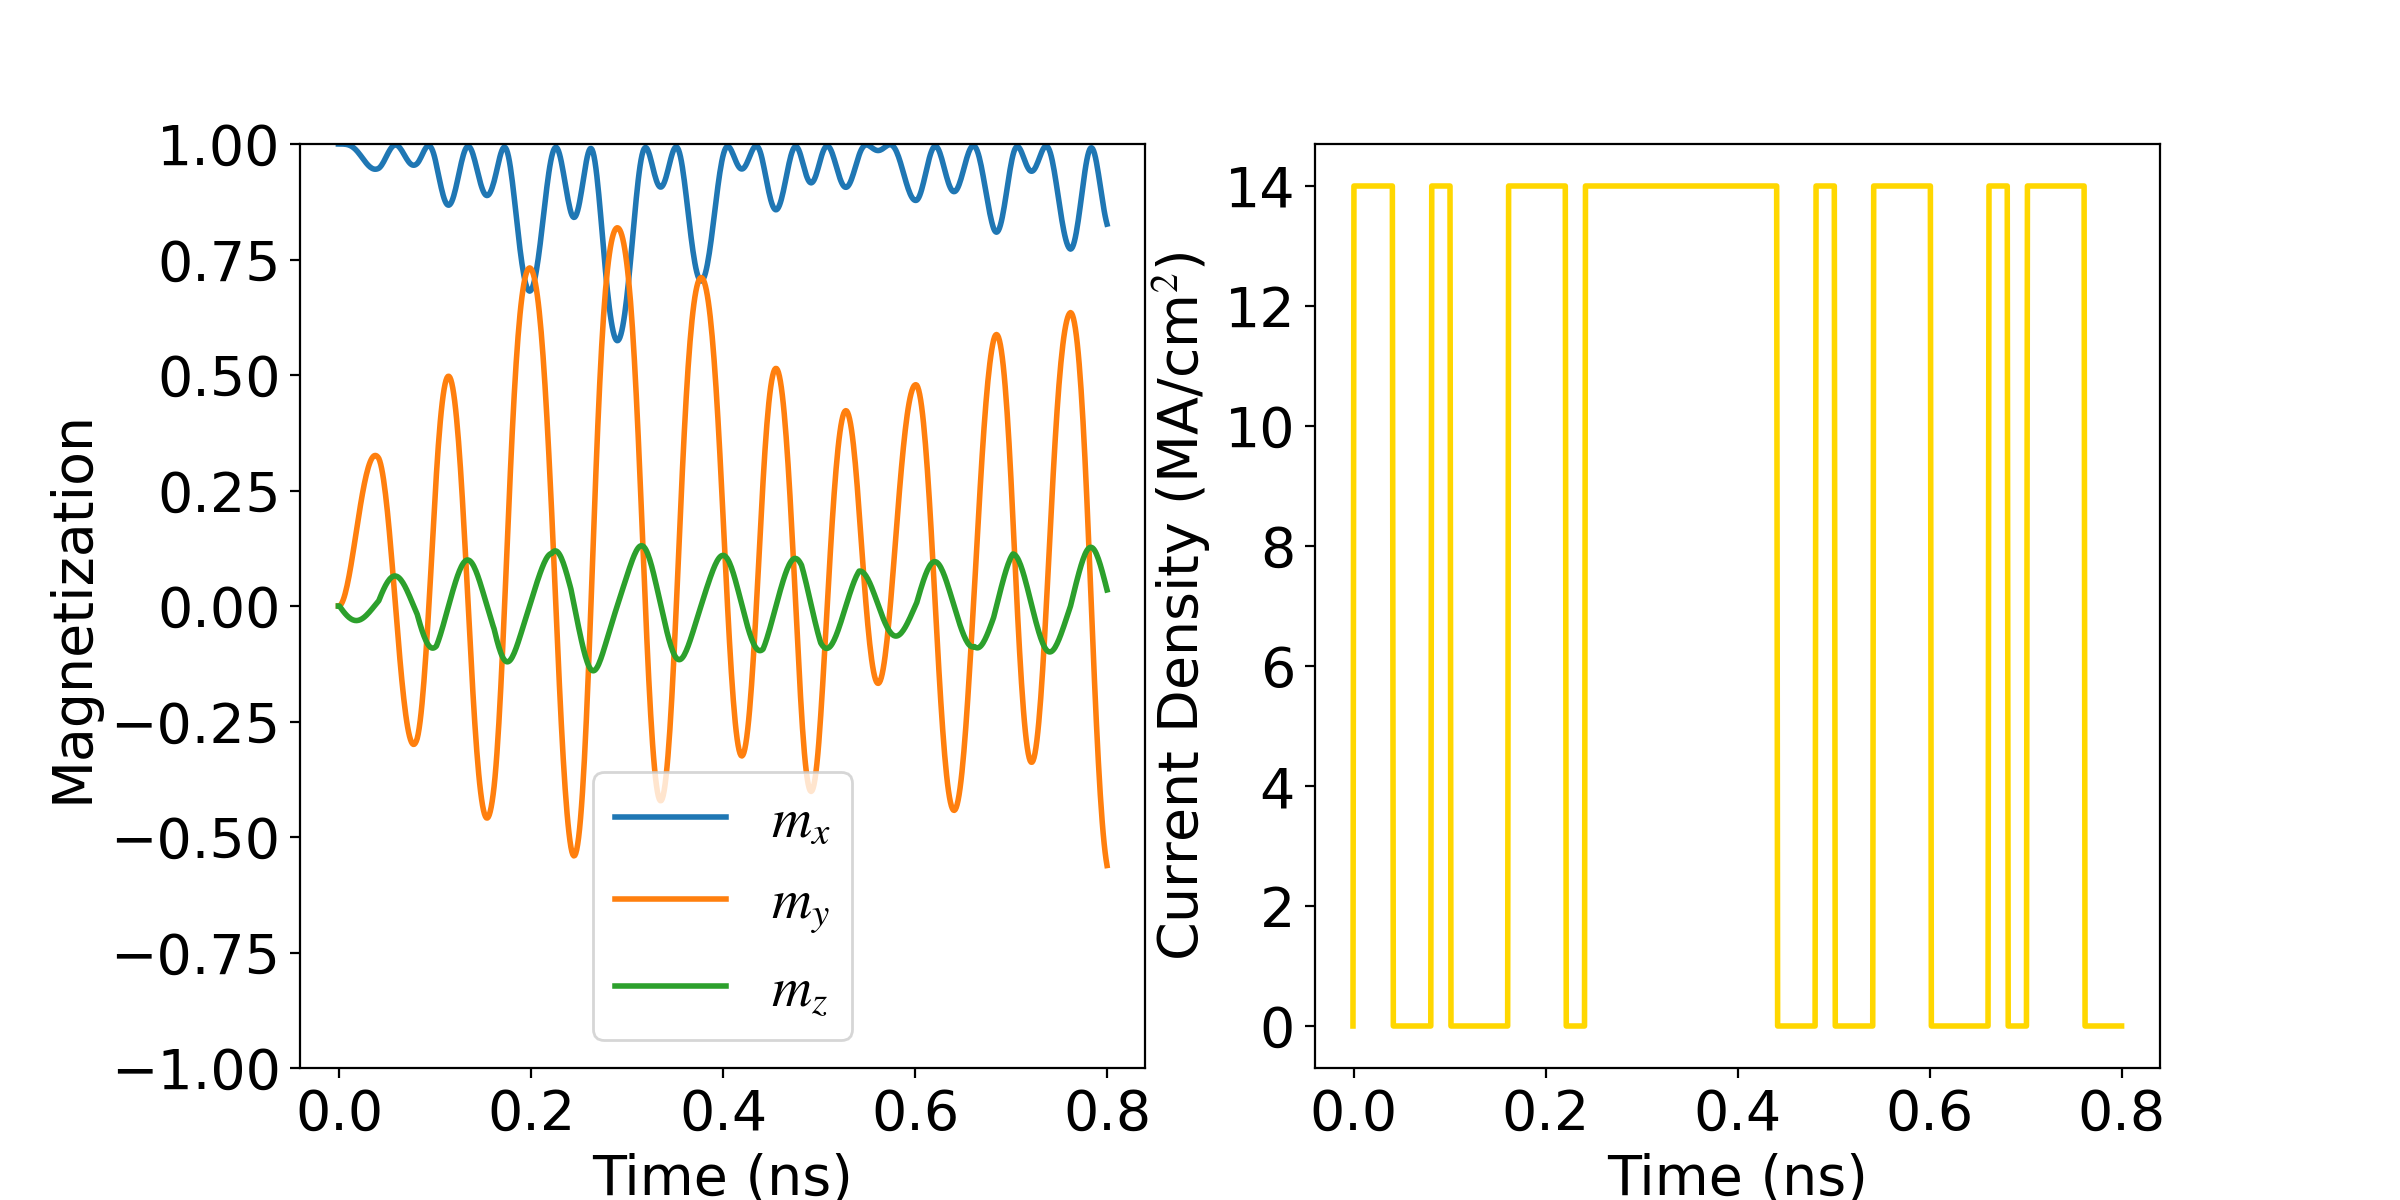 Magnetization
1.00
0.75
0.50
0.25
0.00
−0.25
−0.50
−0.75
−1.00
0.0 0.2 0.4 0.6 0.8
Time (ns)
m_x
m_y
m_z
Current Density (MA/cm²)
14
12
10
8
6
4
2
0
0.0 0.2 0.4 0.6 0.8
Time (ns)